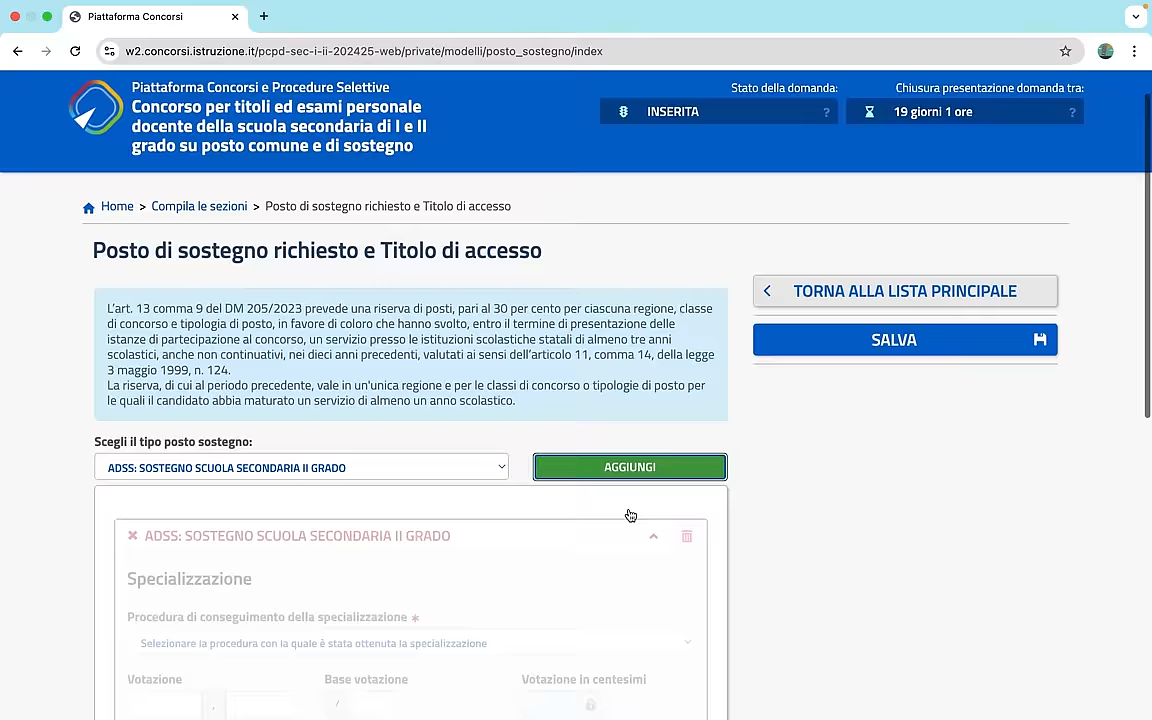 Piattaforma Concorsi
w2.concorsi.istruzione.it/pcpd-sec-i-ii-202425-web/private/modelli/posto_sostegno/index
Piattaforma Concorsi e Procedure Selettive
Concorso per titoli ed esami personale
docente della scuola secondaria di I e II
grado su posto comune e di sostegno
Stato della domanda:
INSERITA ?
Chiusura presentazione domanda tra:
19 giorni 1 ore ?
Home > Compila le sezioni > Posto di sostegno richiesto e Titolo di accesso
Posto di sostegno richiesto e Titolo di accesso
L'art. 13 comma 9 del DM 205/2023 prevede una riserva di posti, pari al 30 per cento per ciascuna regione, classe
di concorso e tipologia di posto, in favore di coloro che hanno svolto, entro il termine di presentazione delle
istanze di partecipazione al concorso, un servizio presso le istituzioni scolastiche statali di almeno tre anni
scolastici, anche non continuativi, nei dieci anni precedenti, valutati ai sensi dell'articolo 11, comma 14, della legge
3 maggio 1999, n. 124.
La riserva, di cui al periodo precedente, vale in un'unica regione e per le classi di concorso o tipologie di posto per
le quali il candidato abbia maturato un servizio di almeno un anno scolastico.
TORNA ALLA LISTA PRINCIPALE
SALVA
Scegli il tipo posto sostegno:
ADSS: SOSTEGNO SCUOLA SECONDARIA II GRADO
AGGIUNGI
ADSS: SOSTEGNO SCUOLA SECONDARIA II GRADO
Specializzazione
Procedura di conseguimento della specializzazione *
Selezionare la procedura con la quale è stata ottenuta la specializzazione
Votazione Base votazione Votazione in centesimi
, /